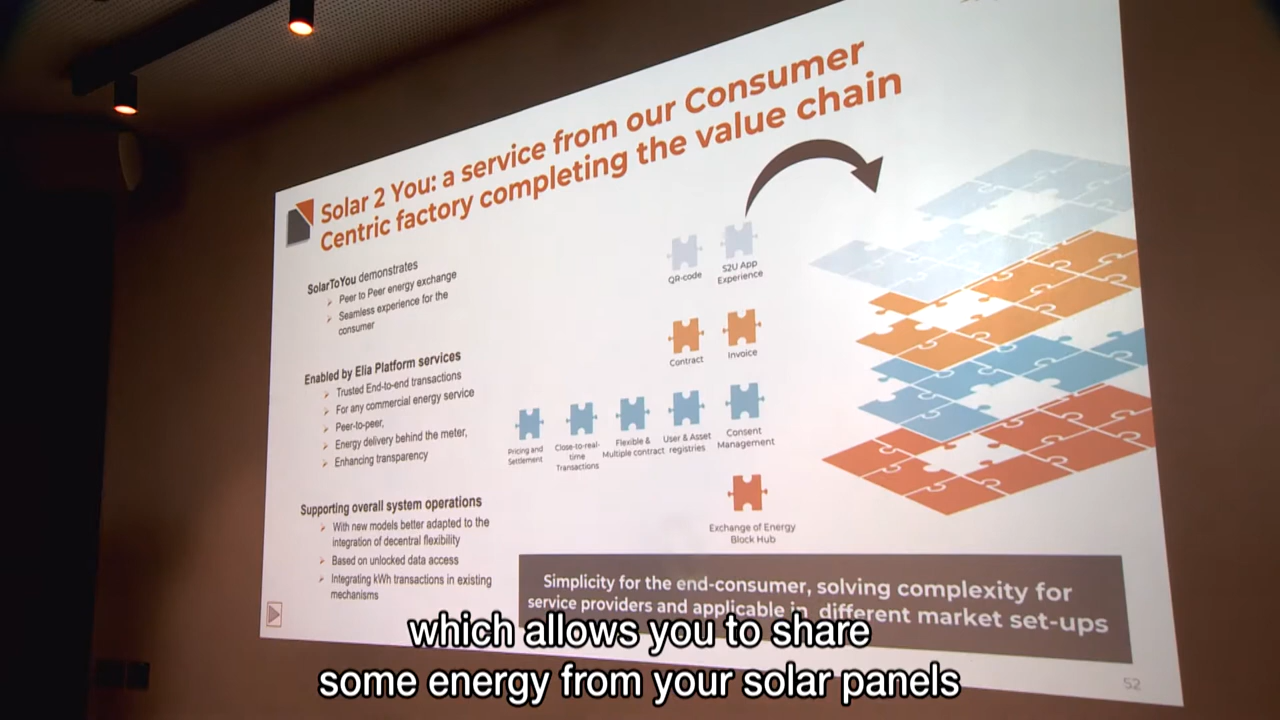 Solar 2 You: a service from our Consumer
Centric factory completing the value chain
SolarToYou demonstrates
Peer to Peer energy exchange
Seamless experience for the
consumer
Enabled by Elia Platform services
Trusted End-to-end transactions
For any commercial energy service
Peer-to-peer,
Energy delivery behind the meter,
Enhancing transparency
Supporting overall system operations
With new models better adapted to the
integration of decentral flexibility
Based on unlocked data access
Integrating kWh transactions in existing
mechanisms
QR-code
S2U App
Experience
Contract
Invoice
Pricing and
Settlement
Close-to-real-
time
Transactions
Flexible &
Multiple contract
User & Asset
registries
Consent
Management
Exchange of Energy
Block Hub
Simplicity for the end-consumer, solving complexity for
service providers and applicable in different market set-ups
52
which allows you to share
some energy from your solar panels